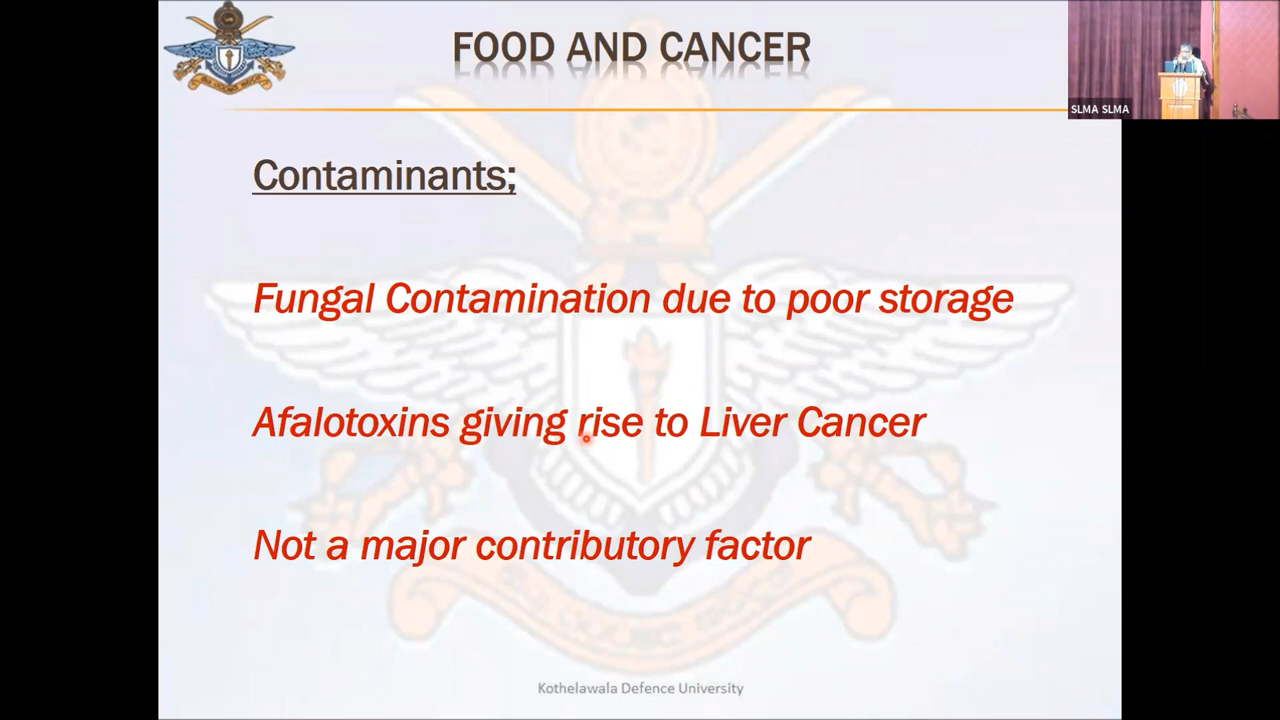 FOOD AND CANCER
SLMA SLMA
Contaminants;
Fungal Contamination due to poor storage
Afalotoxins giving rise to Liver Cancer
Not a major contributory factor
Kothelawala Defence University